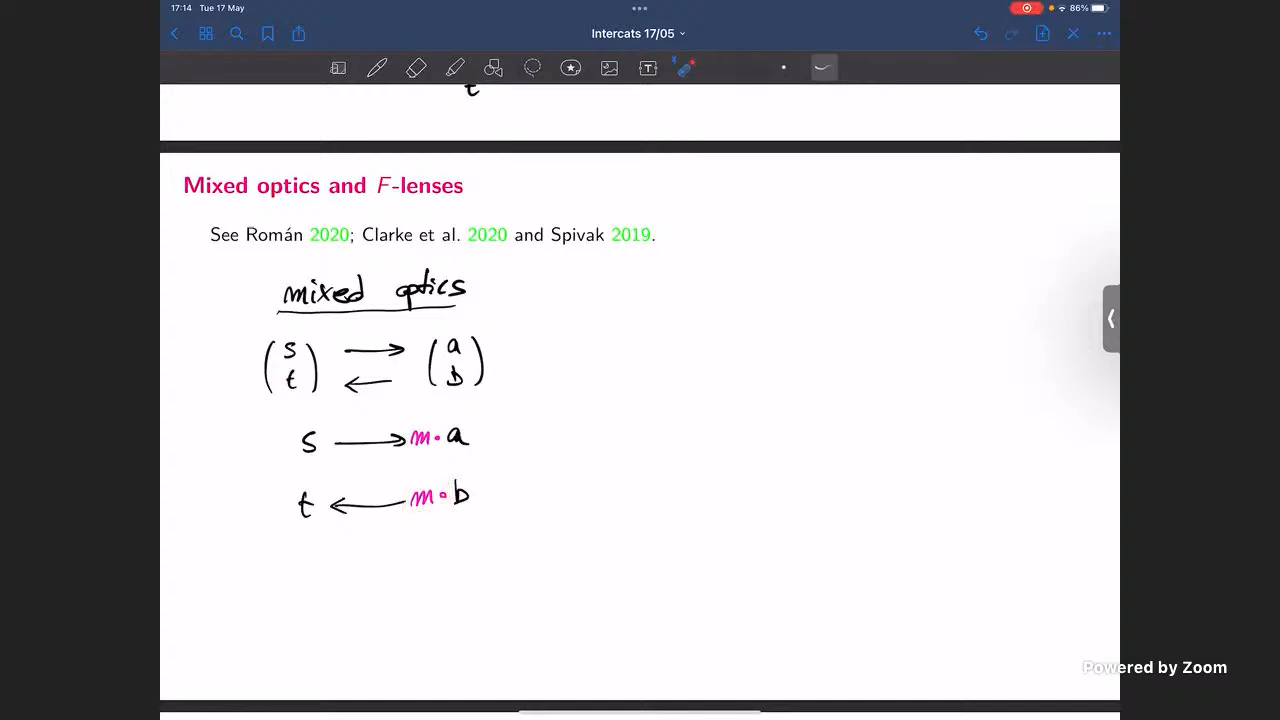 17:14 Tue 17 May
86%
Intercats 17/05
t
Mixed optics and F-lenses
See Román 2020; Clarke et al. 2020 and Spivak 2019.
mixed optics
(s t) → ← (a b)
s → m • a
t ← m • b
Powered by Zoom